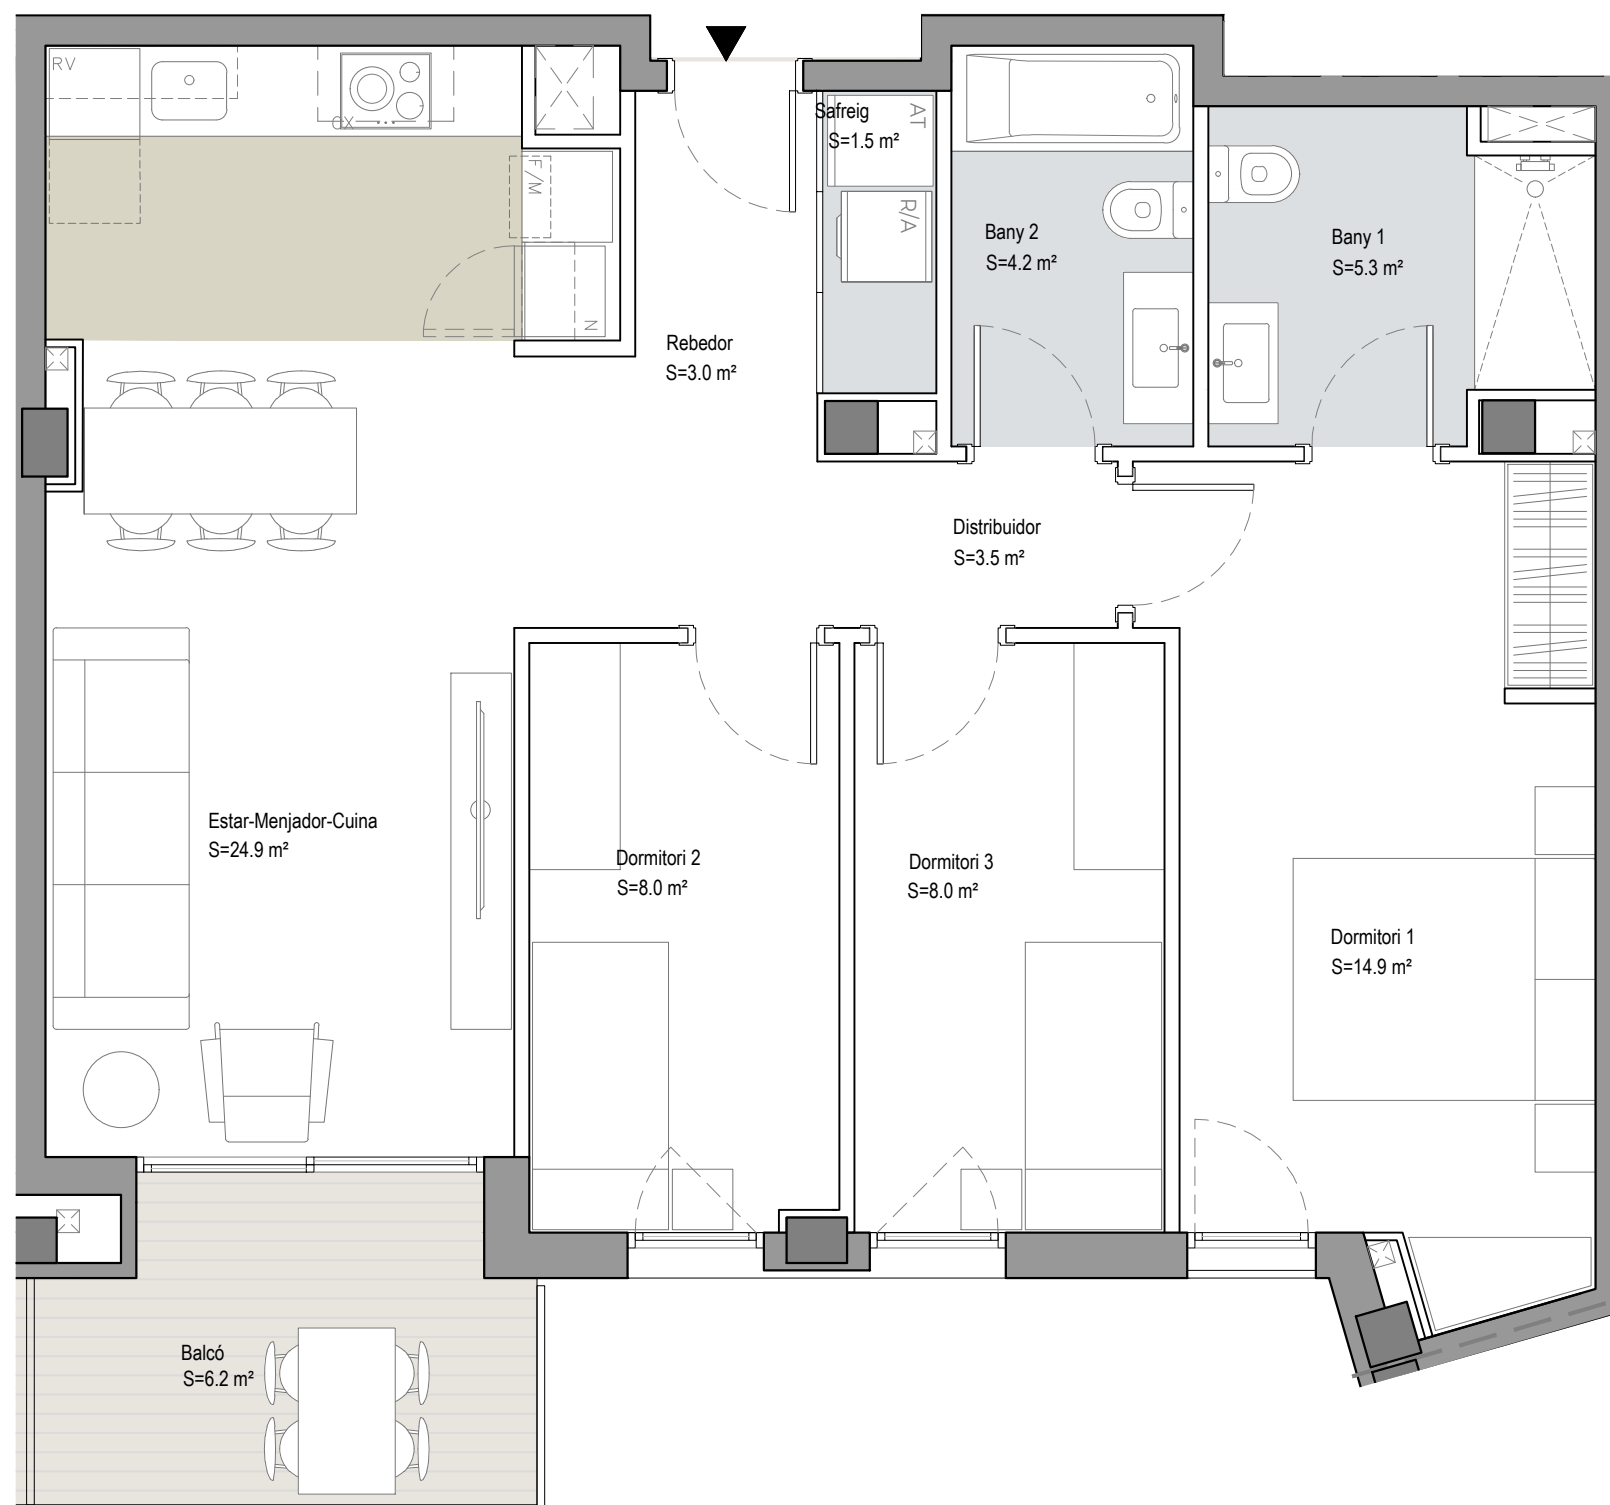 RV
CX
F/M
N
Safreig
S=1.5 m²
AT
R/A
Bany 2
S=4.2 m²
Bany 1
S=5.3 m²
Rebedor
S=3.0 m²
Distribuidor
S=3.5 m²
Estar-Menjador-Cuina
S=24.9 m²
Dormitori 2
S=8.0 m²
Dormitori 3
S=8.0 m²
Dormitori 1
S=14.9 m²
Balcó
S=6.2 m²